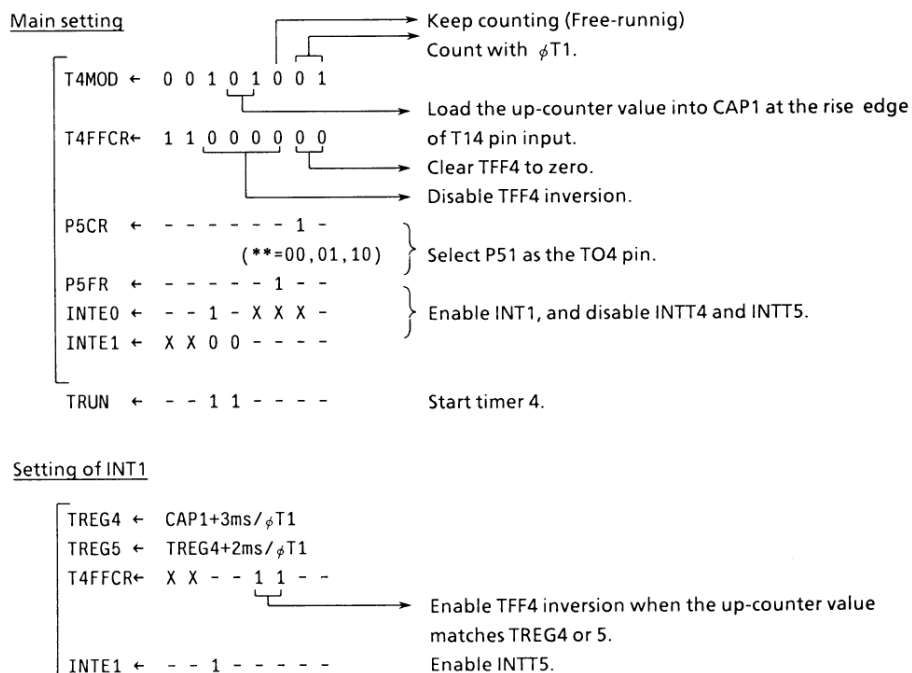 Main setting
Keep counting (Free-runnig)
Count with ϕT1.
T4MOD ← 0 0 1 0 1 0 0 1
Load the up-counter value into CAP1 at the rise edge
of T14 pin input.
T4FFCR← 1 1 0 0 0 0 0 0
Clear TFF4 to zero.
Disable TFF4 inversion.
P5CR ← - - - - - - 1 -
(**=00,01,10) Select P51 as the TO4 pin.
P5FR ← - - - - - 1 - -
INTE0 ← - - 1 - X X X - Enable INT1, and disable INTT4 and INTT5.
INTE1 ← X X 0 0 - - - -
TRUN ← - - 1 1 - - - - Start timer 4.
Setting of INT1
TREG4 ← CAP1+3ms/ϕT1
TREG5 ← TREG4+2ms/ϕT1
T4FFCR← X X - - 1 1 - -
Enable TFF4 inversion when the up-counter value
matches TREG4 or 5.
INTE1 ← - - 1 - - - - - Enable INTT5.